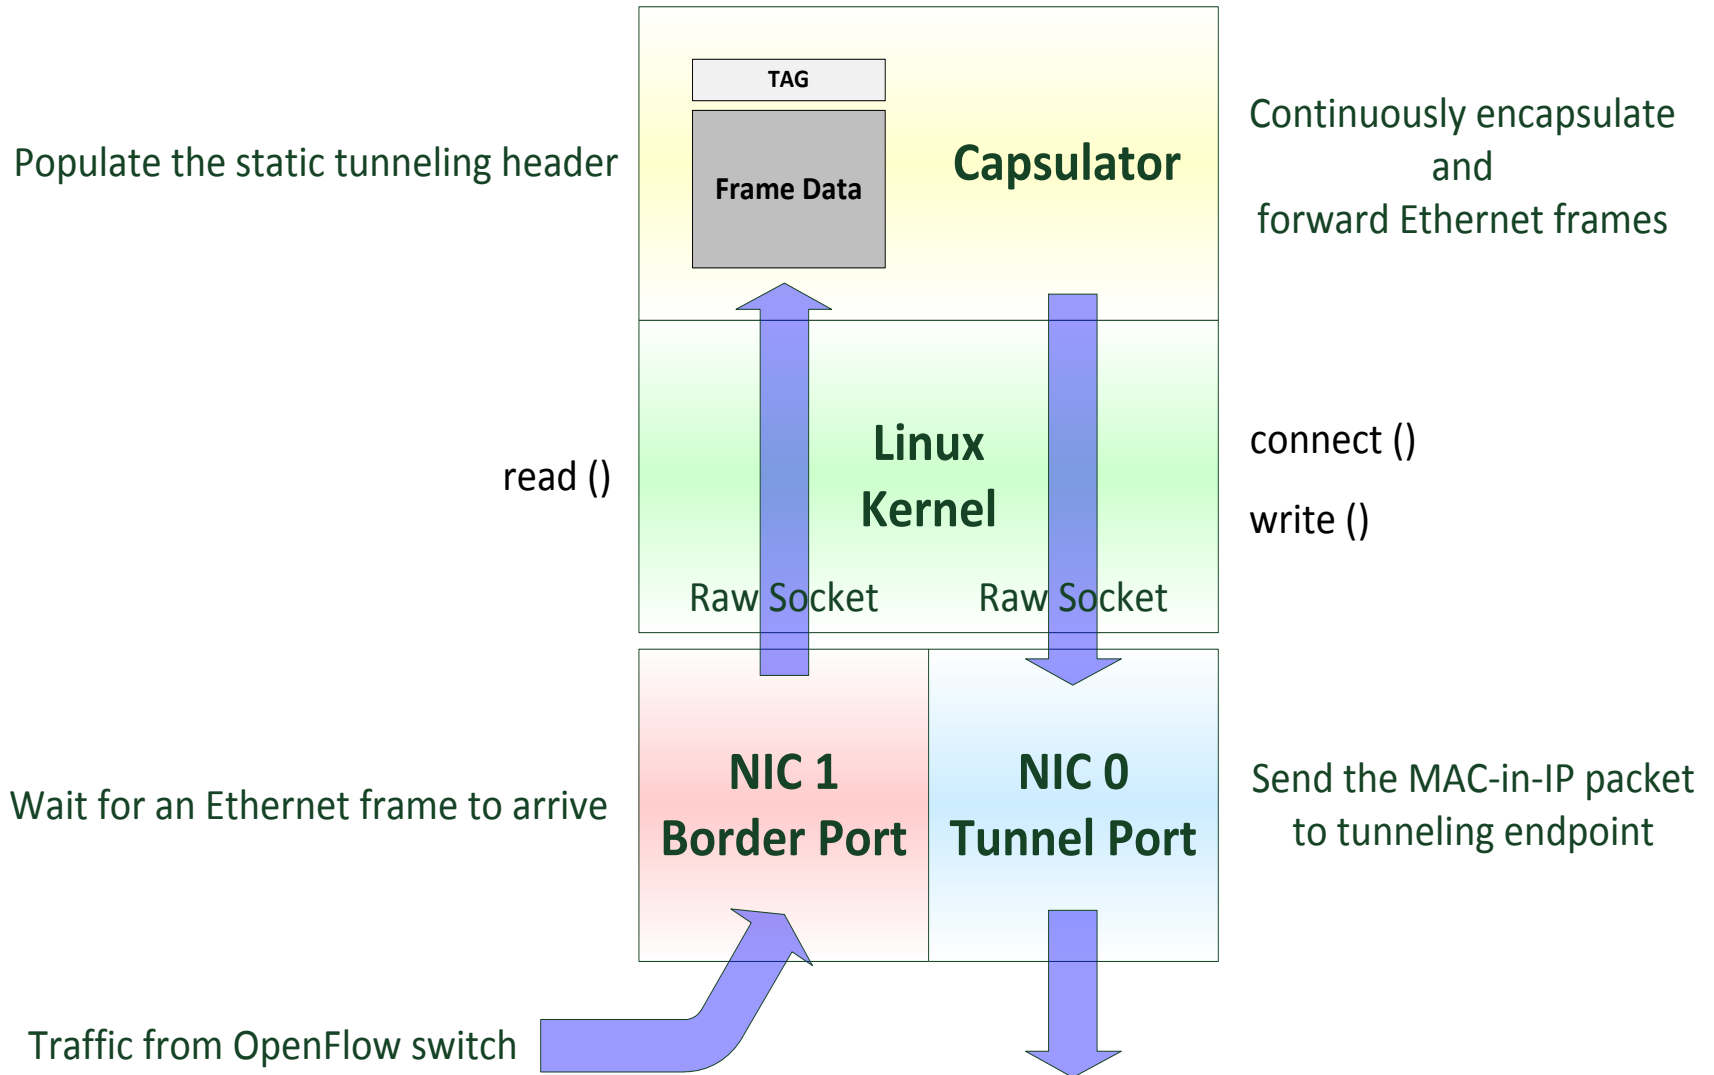 TAG
Frame Data
Capsulator
Populate the static tunneling header
Continuously encapsulate
and
forward Ethernet frames
Linux
Kernel
read ()
connect ()
write ()
Raw Socket
Raw Socket
NIC 1
Border Port
NIC 0
Tunnel Port
Wait for an Ethernet frame to arrive
Send the MAC-in-IP packet
to tunneling endpoint
Traffic from OpenFlow switch